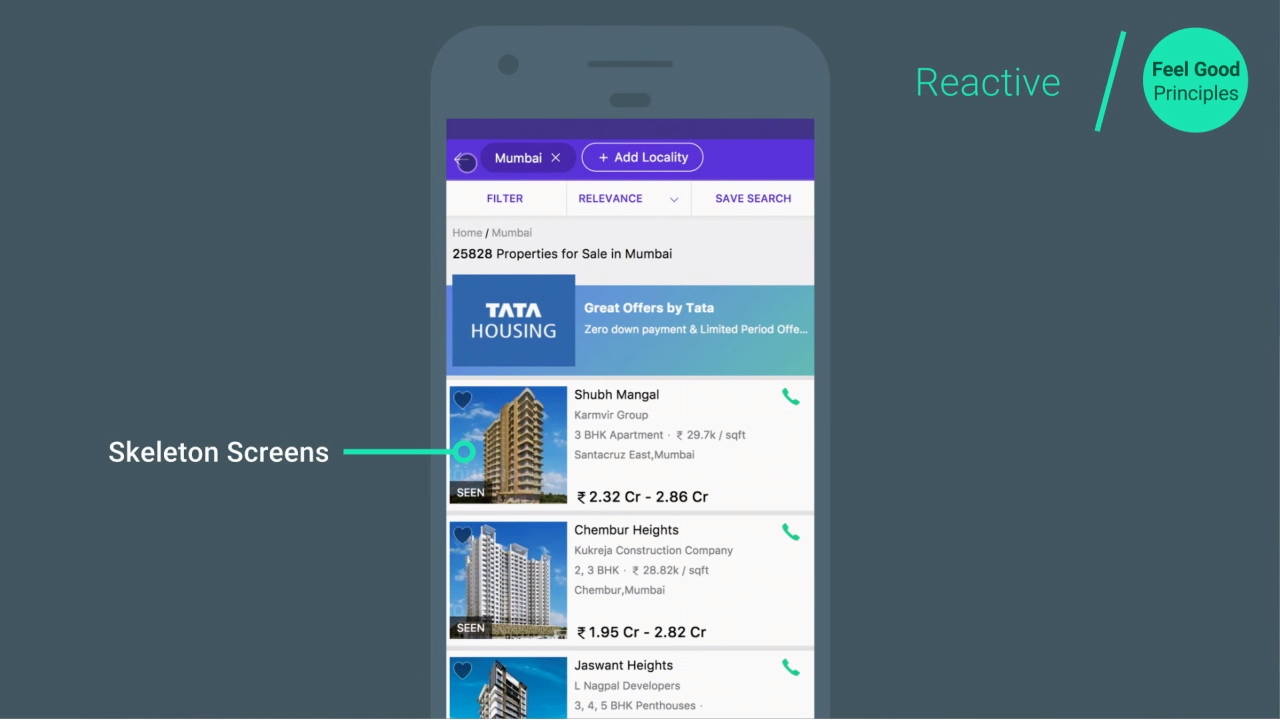 Reactive
Feel Good
Principles
Mumbai
+ Add Locality
FILTER
RELEVANCE
SAVE SEARCH
Home / Mumbai
25828 Properties for Sale in Mumbai
TATA
HOUSING
Great Offers by Tata
Zero down payment & Limited Period Offe...
Skeleton Screens
SEEN
Shubh Mangal
Karmvir Group
3 BHK Apartment · ₹ 29.7k / sqft
Santacruz East,Mumbai
₹ 2.32 Cr - 2.86 Cr
SEEN
Chembur Heights
Kukreja Construction Company
2, 3 BHK · ₹ 28.82k / sqft
Chembur,Mumbai
₹ 1.95 Cr - 2.82 Cr
Jaswant Heights
L Nagpal Developers
3, 4, 5 BHK Penthouses ·